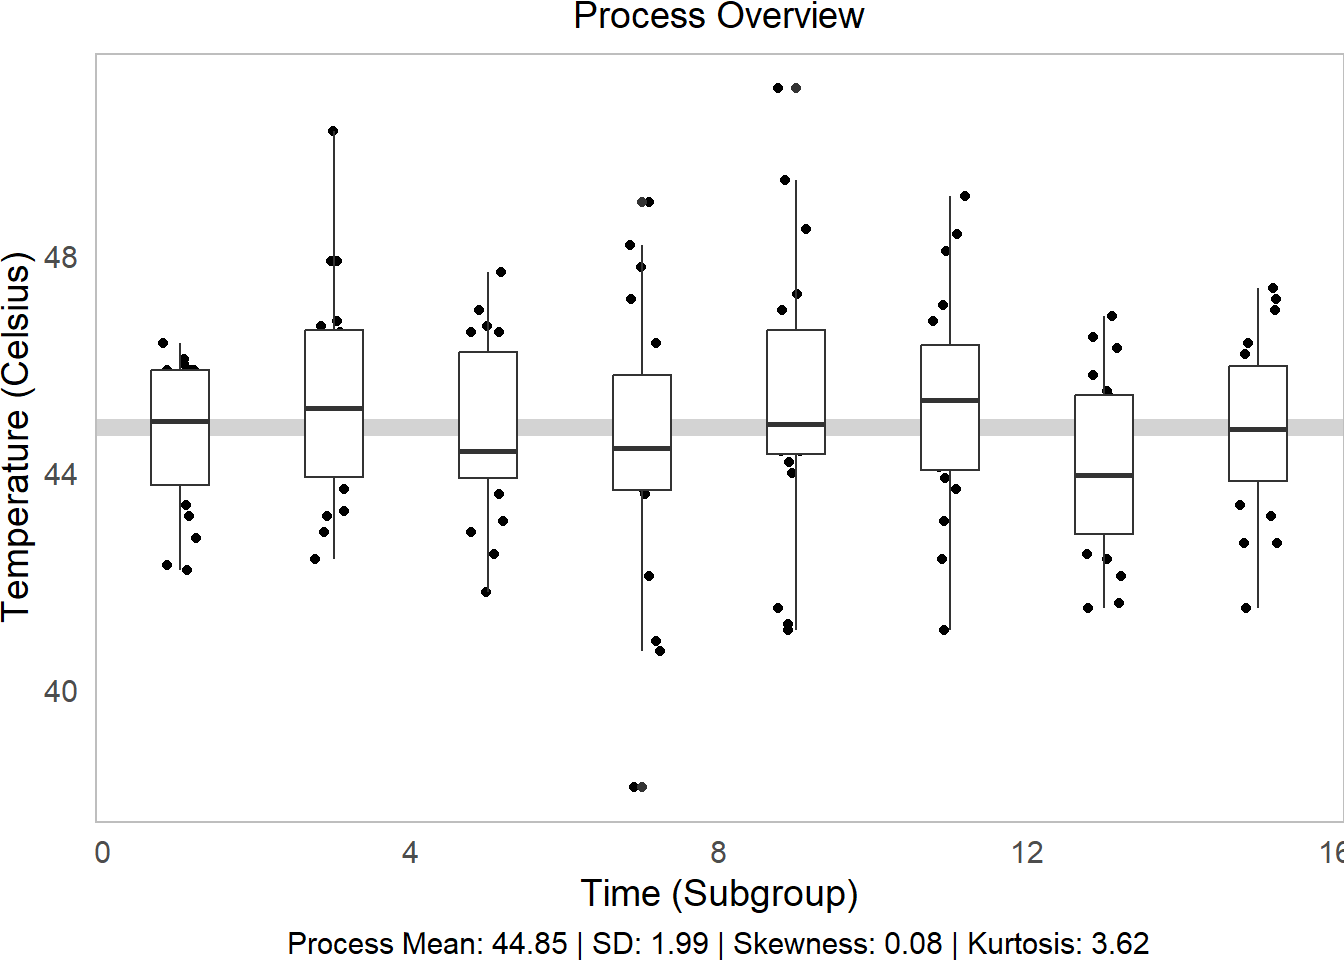 Process Overview
Temperature (Celsius)
48
44
40
0 4 8 12 16
Time (Subgroup)
Process Mean: 44.85 | SD: 1.99 | Skewness: 0.08 | Kurtosis: 3.62